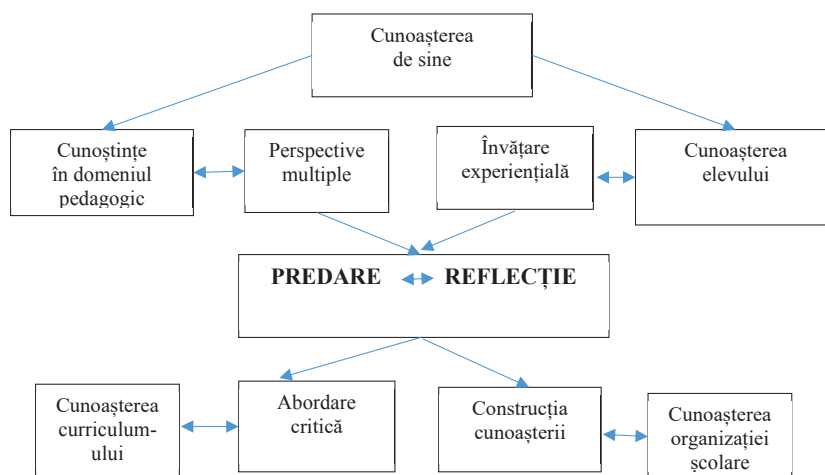 Cunoașterea
de sine
Cunoștințe
în domeniul
pedagogic
Perspective
multiple
Învățare
experiențială
Cunoașterea
elevului
PREDARE REFLECȚIE
Cunoașterea
curriculum-
ului
Abordare
critică
Construcția
cunoașterii
Cunoașterea
organizației
școlare